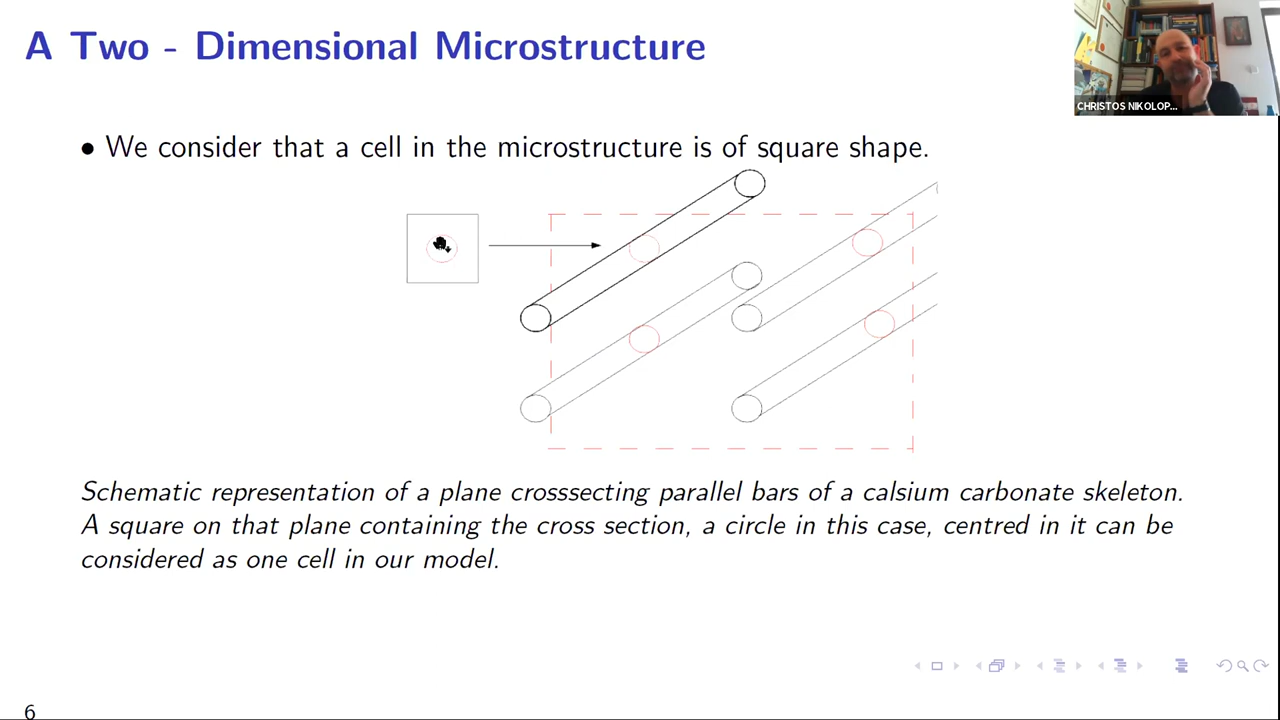 A Two - Dimensional Microstructure
CHRISTOS NIKOLOP...
• We consider that a cell in the microstructure is of square shape.
Schematic representation of a plane crosssecting parallel bars of a calsium carbonate skeleton.
A square on that plane containing the cross section, a circle in this case, centred in it can be
considered as one cell in our model.
6